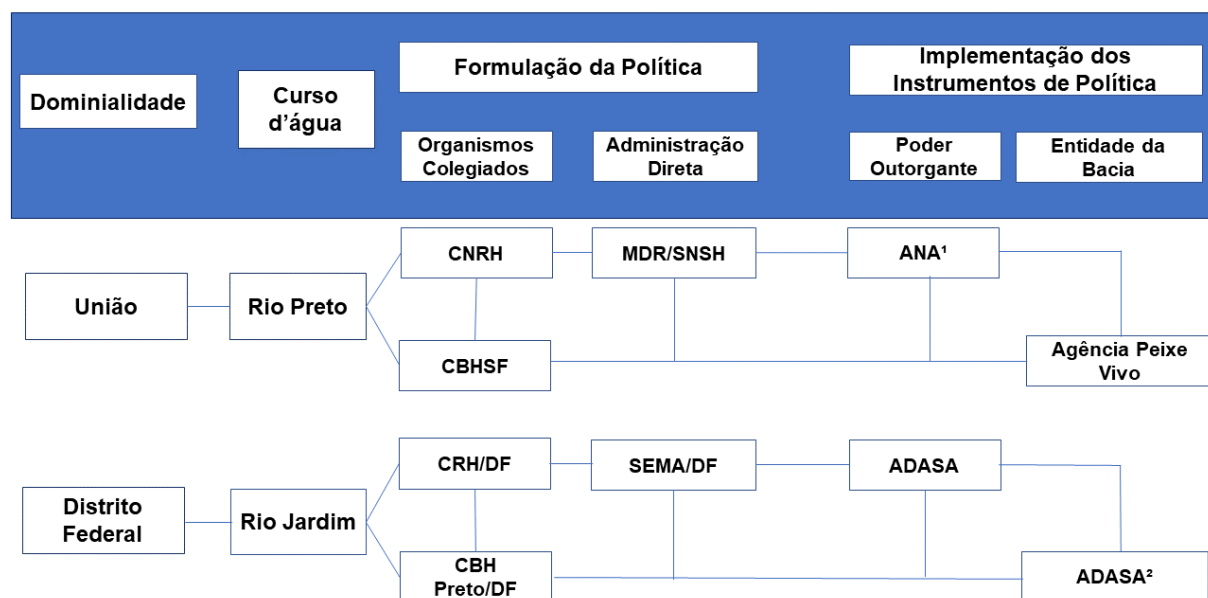 Dominialidade
Curso
d’água
Formulação da Política
Organismos
Colegiados
Administração
Direta
Implementação dos
Instrumentos de Política
Poder
Outorgante
Entidade da
Bacia
União
Rio Preto
CNRH
MDR/SNSH
ANA¹
CBHSF
Agência Peixe
Vivo
Distrito
Federal
Rio Jardim
CRH/DF
SEMA/DF
ADASA
CBH
Preto/DF
ADASA²